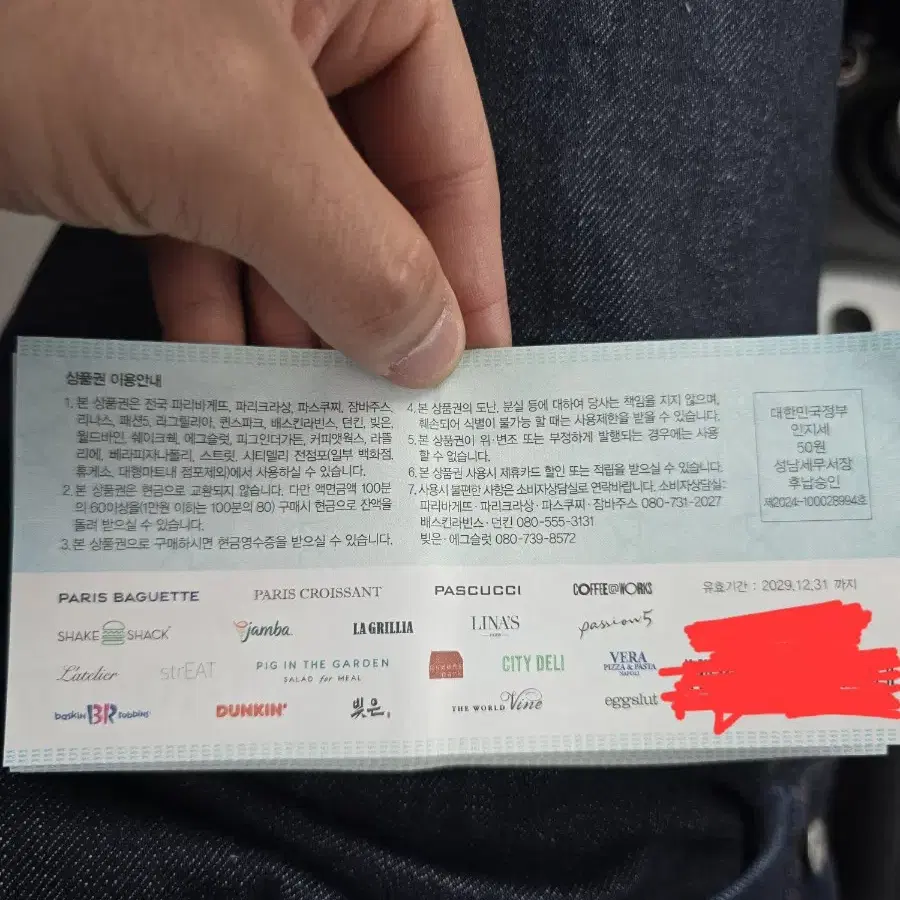 상품권 이용안내
1. 본 상품권은 전국 파리바게뜨, 파리크라상, 파스쿠찌, 잠바주스,
리나스, 패션5, 라그릴리아, 퀸스파크, 배스킨라빈스, 던킨, 빚은,
월드바인, 쉐이크쉑, 에그슬럿, 피그인더가든, 커피앳웍스, 라뜰
리에, 베라피자나폴리, 스트릿, 시티델리 전점포(일부 백화점,
휴게소, 대형마트내 점포제외)에서 사용하실 수 있습니다.
2. 본 상품권은 현금으로 교환되지 않습니다. 다만 액면금액 100분
의 60이상을(1만원 이하는 100분의 80) 구매시 현금으로 잔액을
돌려 받으실 수 있습니다.
3. 본 상품권으로 구매하시면 현금영수증을 받으실 수 있습니다.
4. 본 상품권의 도난, 분실 등에 대하여 당사는 책임을 지지 않으며,
훼손되어 식별이 불가능 할 때는 사용제한을 받을 수 있습니다.
5. 본 상품권이 위·변조 또는 부정하게 발행되는 경우에는 사용
할 수 없습니다.
6. 본 상품권 사용시 제휴카드 할인 또는 적립을 받으실 수 있습니다.
7. 사용시 불편한 사항은 소비자상담실로 연락바랍니다. 소비자상담실:
파리바게뜨·파리크라상·파스쿠찌·잠바주스 080-731-2027
배스킨라빈스·던킨 080-555-3131
빚은·에그슬럿 080-739-8572
대한민국정부
인지세
50원
성남세무서장
후납승인
제2024-100028994호
PARIS BAGUETTE PARIS CROISSANT PASCUCCI COFFEE@WORKS 유효기간 : 2029.12.31 까지
SHAKE SHACK jamba LA GRILLIA LINA'S passion5
L'atelier strEAT PIG IN THE GARDEN SALAD for MEAL QUEENS PARK CITY DELI VERA PIZZA & PASTA NAPOLI
baskin BR robbins DUNKIN' 빚은, THE WORLD Vine eggslut